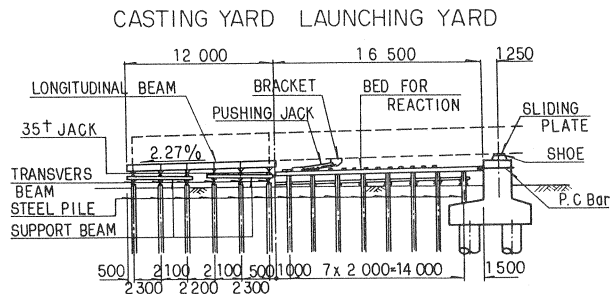 CASTING YARD LAUNCHING YARD
12 000 16 500 1250
LONGITUDINAL BEAM BRACKET BED FOR
REACTION
PUSHING JACK
SLIDING
PLATE
35t JACK
2.27%
SHOE
TRANSVERS
BEAM
P.C Bar
STEEL PILE
SUPPORT BEAM
500 2100 2100 500 1000 7 x 2 000=14 000 1500
2300 2200 2300